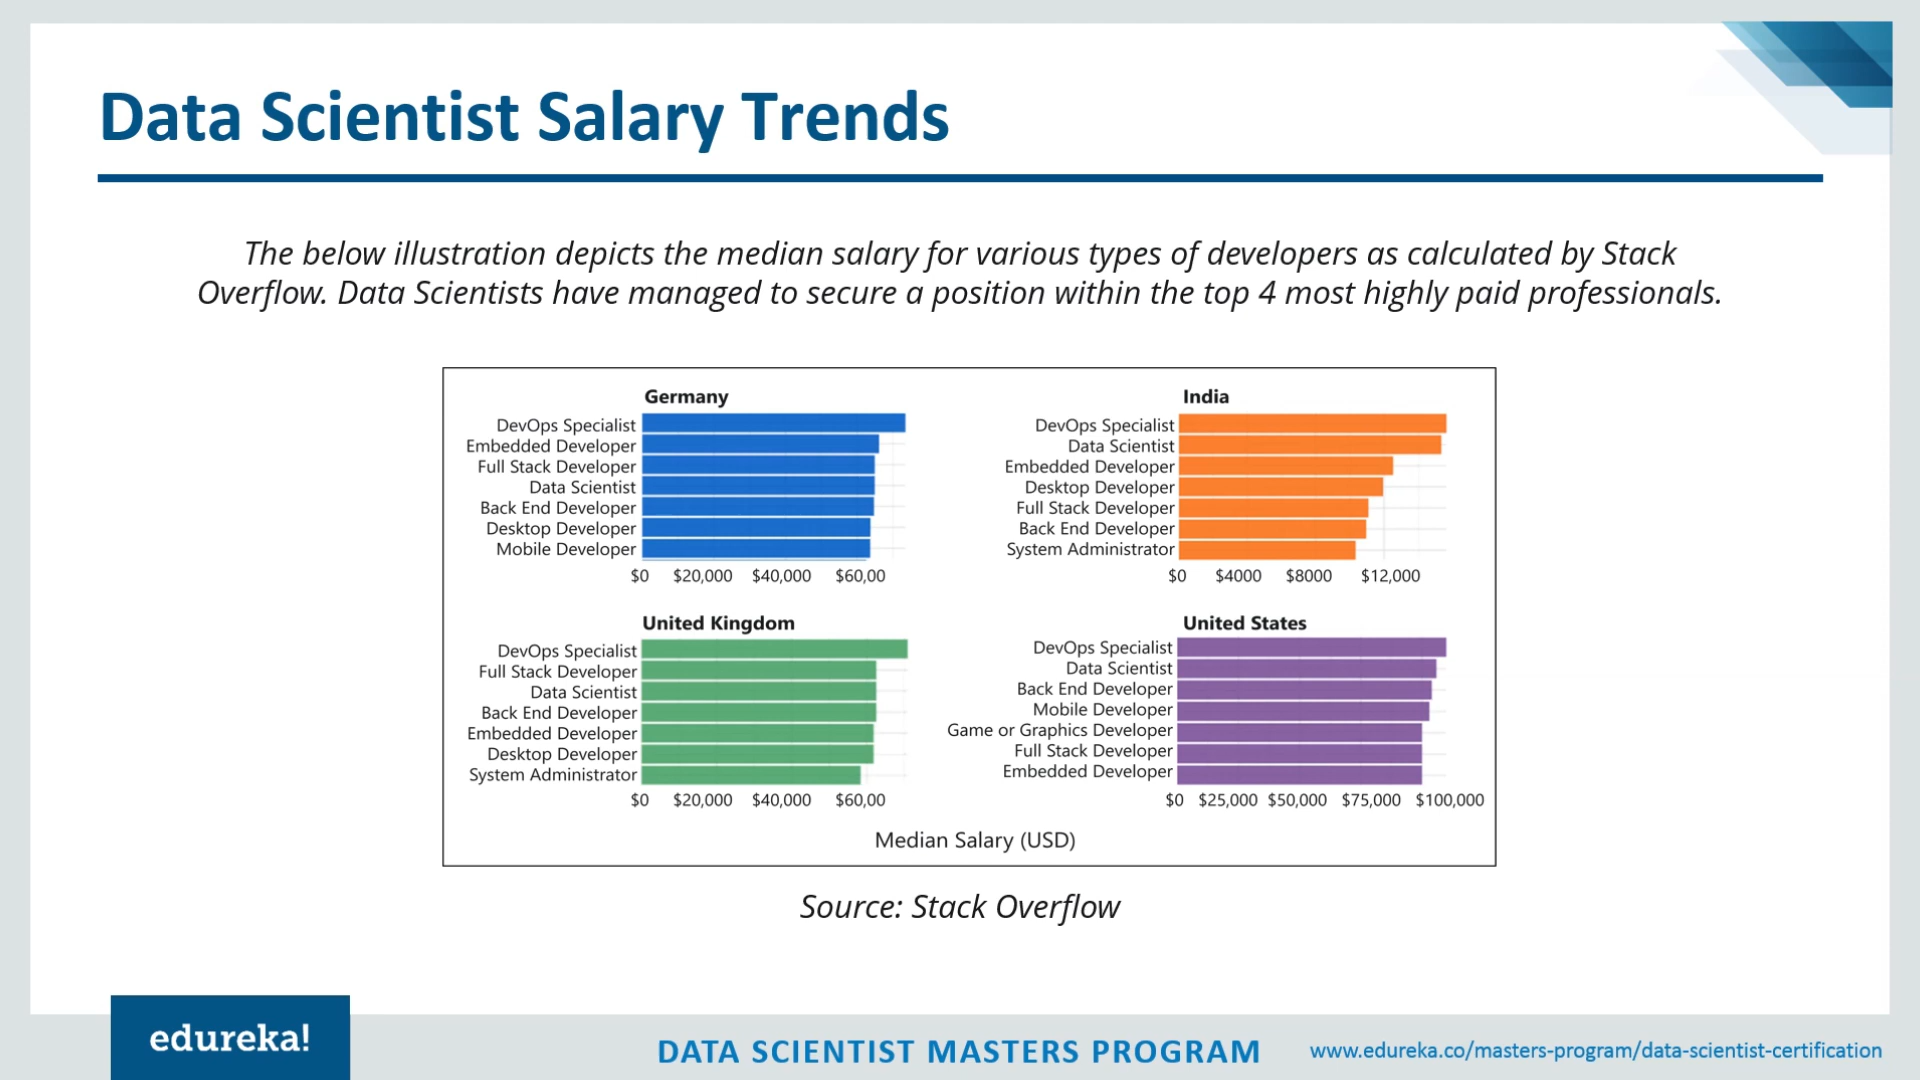 Data Scientist Salary Trends
The below illustration depicts the median salary for various types of developers as calculated by Stack
Overflow. Data Scientists have managed to secure a position within the top 4 most highly paid professionals.
Germany
DevOps Specialist
Embedded Developer
Full Stack Developer
Data Scientist
Back End Developer
Desktop Developer
Mobile Developer
$0 $20,000 $40,000 $60,00
India
DevOps Specialist
Data Scientist
Embedded Developer
Desktop Developer
Full Stack Developer
Back End Developer
System Administrator
$0 $4000 $8000 $12,000
United Kingdom
DevOps Specialist
Full Stack Developer
Data Scientist
Back End Developer
Embedded Developer
Desktop Developer
System Administrator
$0 $20,000 $40,000 $60,00
United States
DevOps Specialist
Data Scientist
Back End Developer
Mobile Developer
Game or Graphics Developer
Full Stack Developer
Embedded Developer
$0 $25,000 $50,000 $75,000 $100,000
Median Salary (USD)
Source: Stack Overflow
edureka!
DATA SCIENTIST MASTERS PROGRAM
www.edureka.co/masters-program/data-scientist-certification